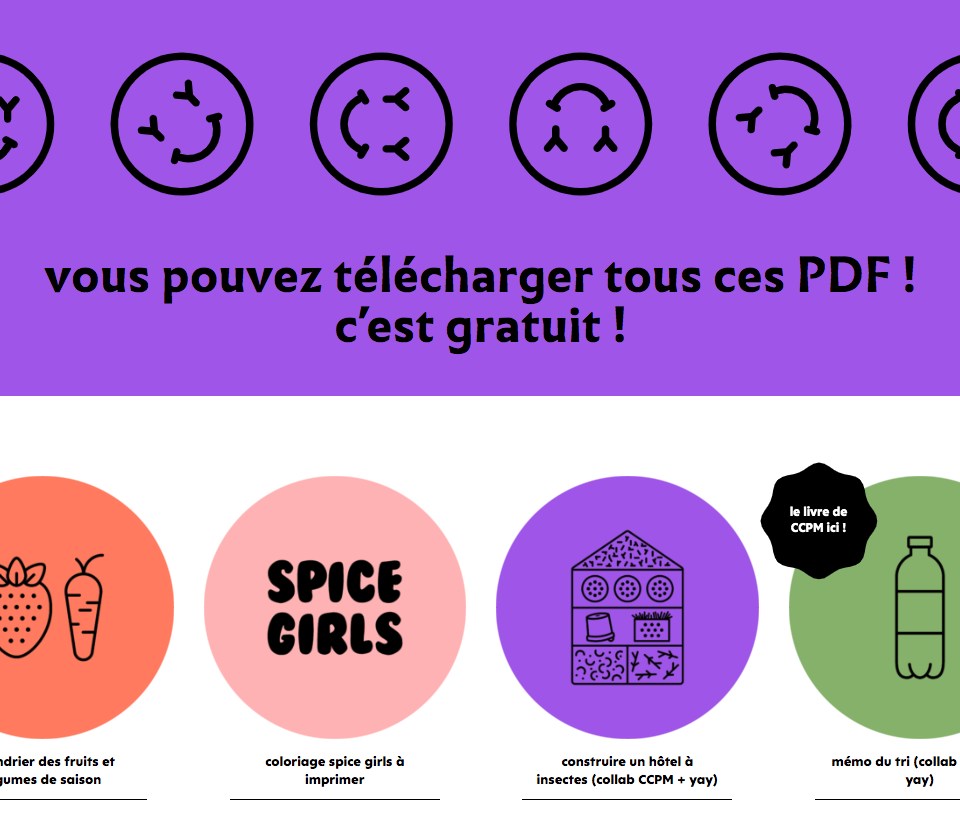 vous pouvez télécharger tous ces PDF !
c’est gratuit !
le livre de
CCPM ici !
SPICE
GIRLS
ndrier des fruits et
gumes de saison
coloriage spice girls à
imprimer
construire un hôtel à
insectes (collab CCPM + yay)
mémo du tri (collab
yay)